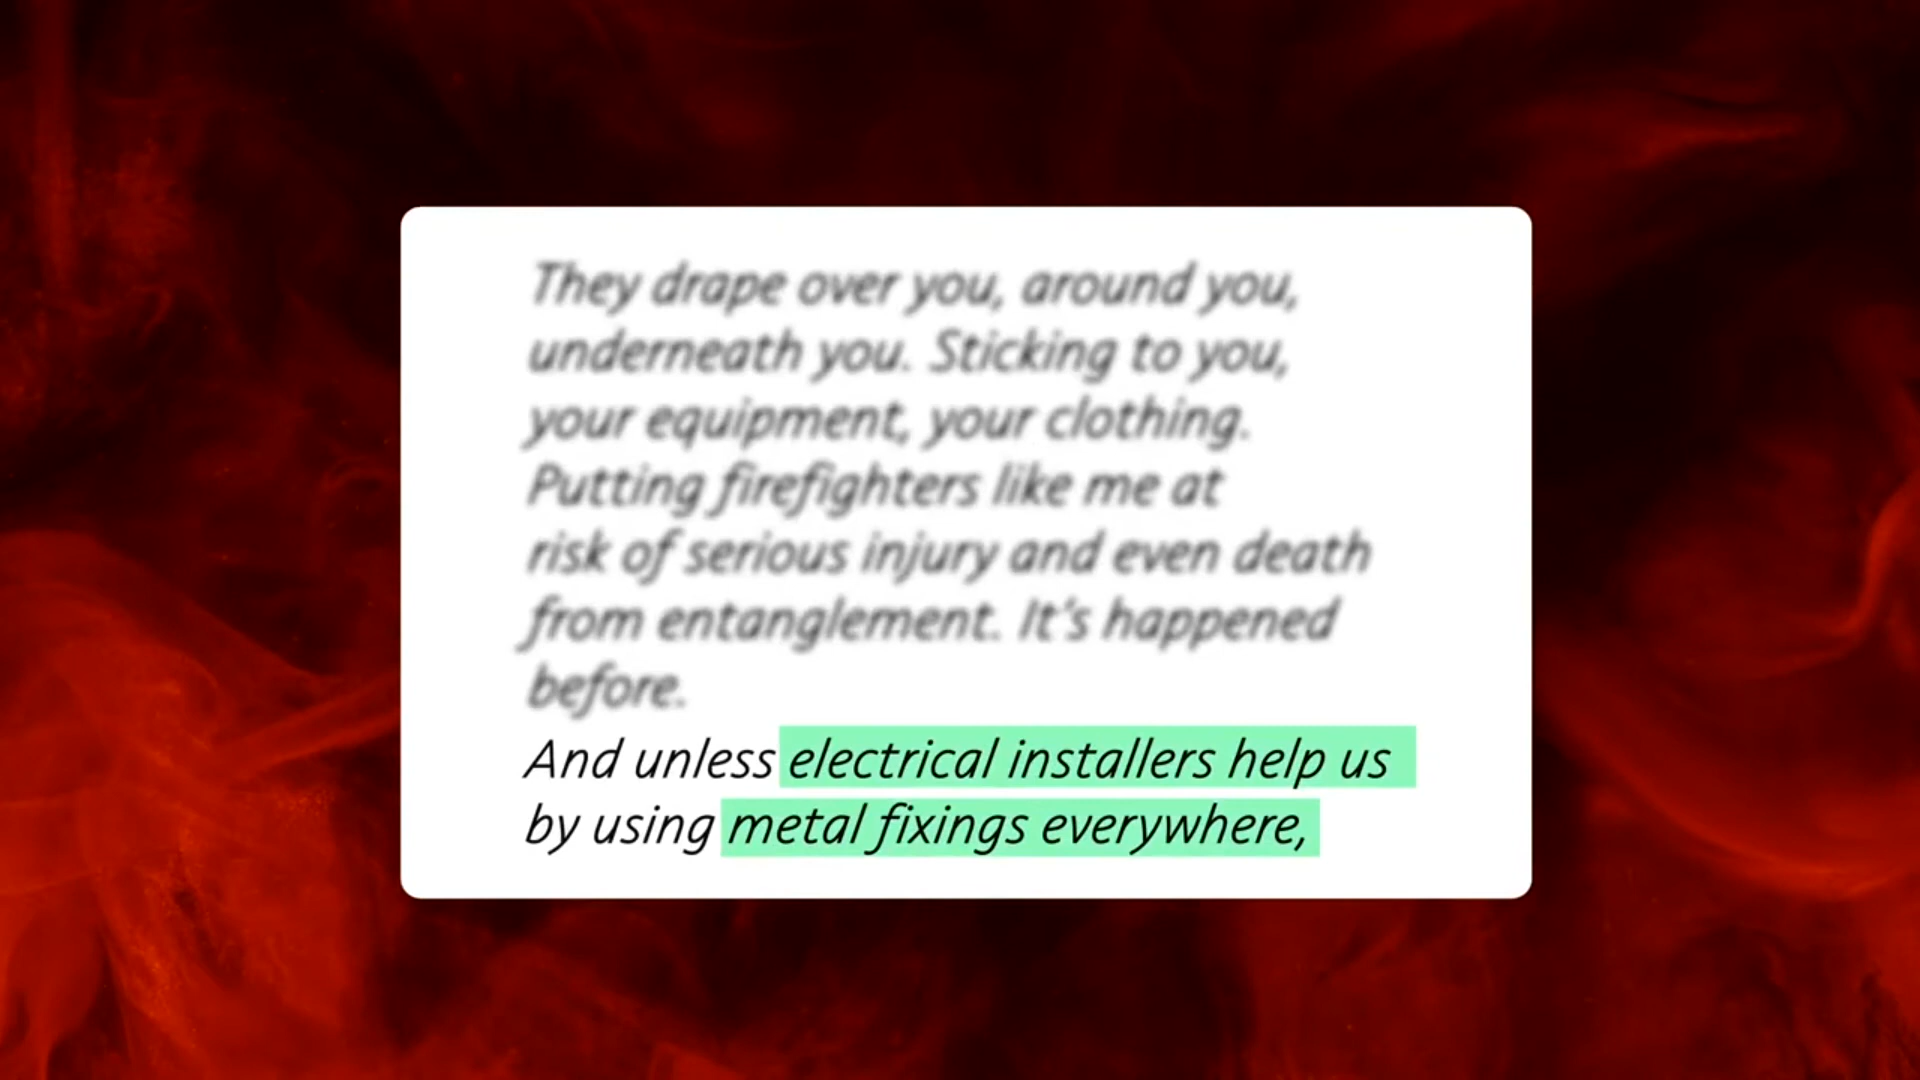 They drape over you, around you,
underneath you. Sticking to you,
your equipment, your clothing.
Putting firefighters like me at
risk of serious injury and even death
from entanglement. It's happened
before.
And unless electrical installers help us
by using metal fixings everywhere,